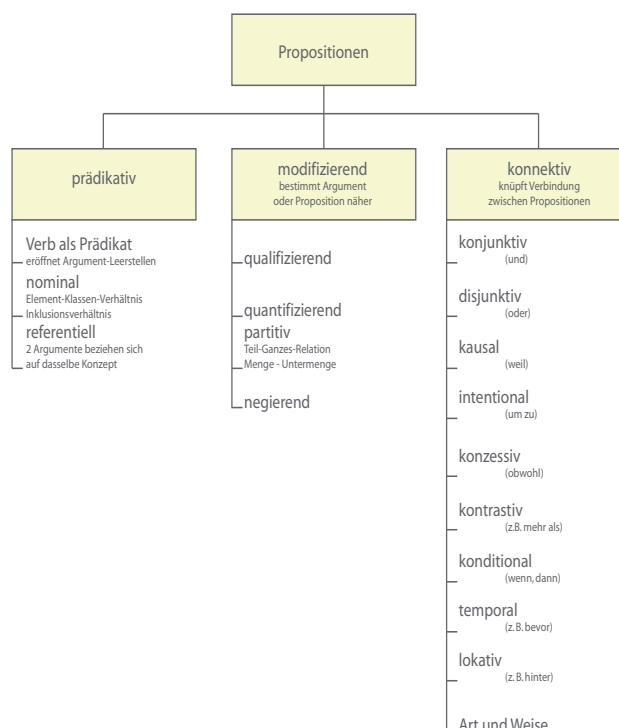 Propositionen
prädikativ
modifizierend
bestimmt Argument
oder Proposition näher
konnektiv
knüpft Verbindung
zwischen Propositionen
Verb als Prädikat
eröffnet Argument-Leerstellen
nominal
Element-Klassen-Verhältnis
Inklusionsverhältnis
referentiell
2 Argumente beziehen sich
auf dasselbe Konzept
qualifizierend
quantifizierend
partitiv
Teil-Ganzes-Relation
Menge - Untermenge
negierend
konjunktiv
(und)
disjunktiv
(oder)
kausal
(weil)
intentional
(um zu)
konzessiv
(obwohl)
kontrastiv
(z.B. mehr als)
konditional
(wenn, dann)
temporal
(z. B. bevor)
lokativ
(z. B. hinter)
Art und Weise